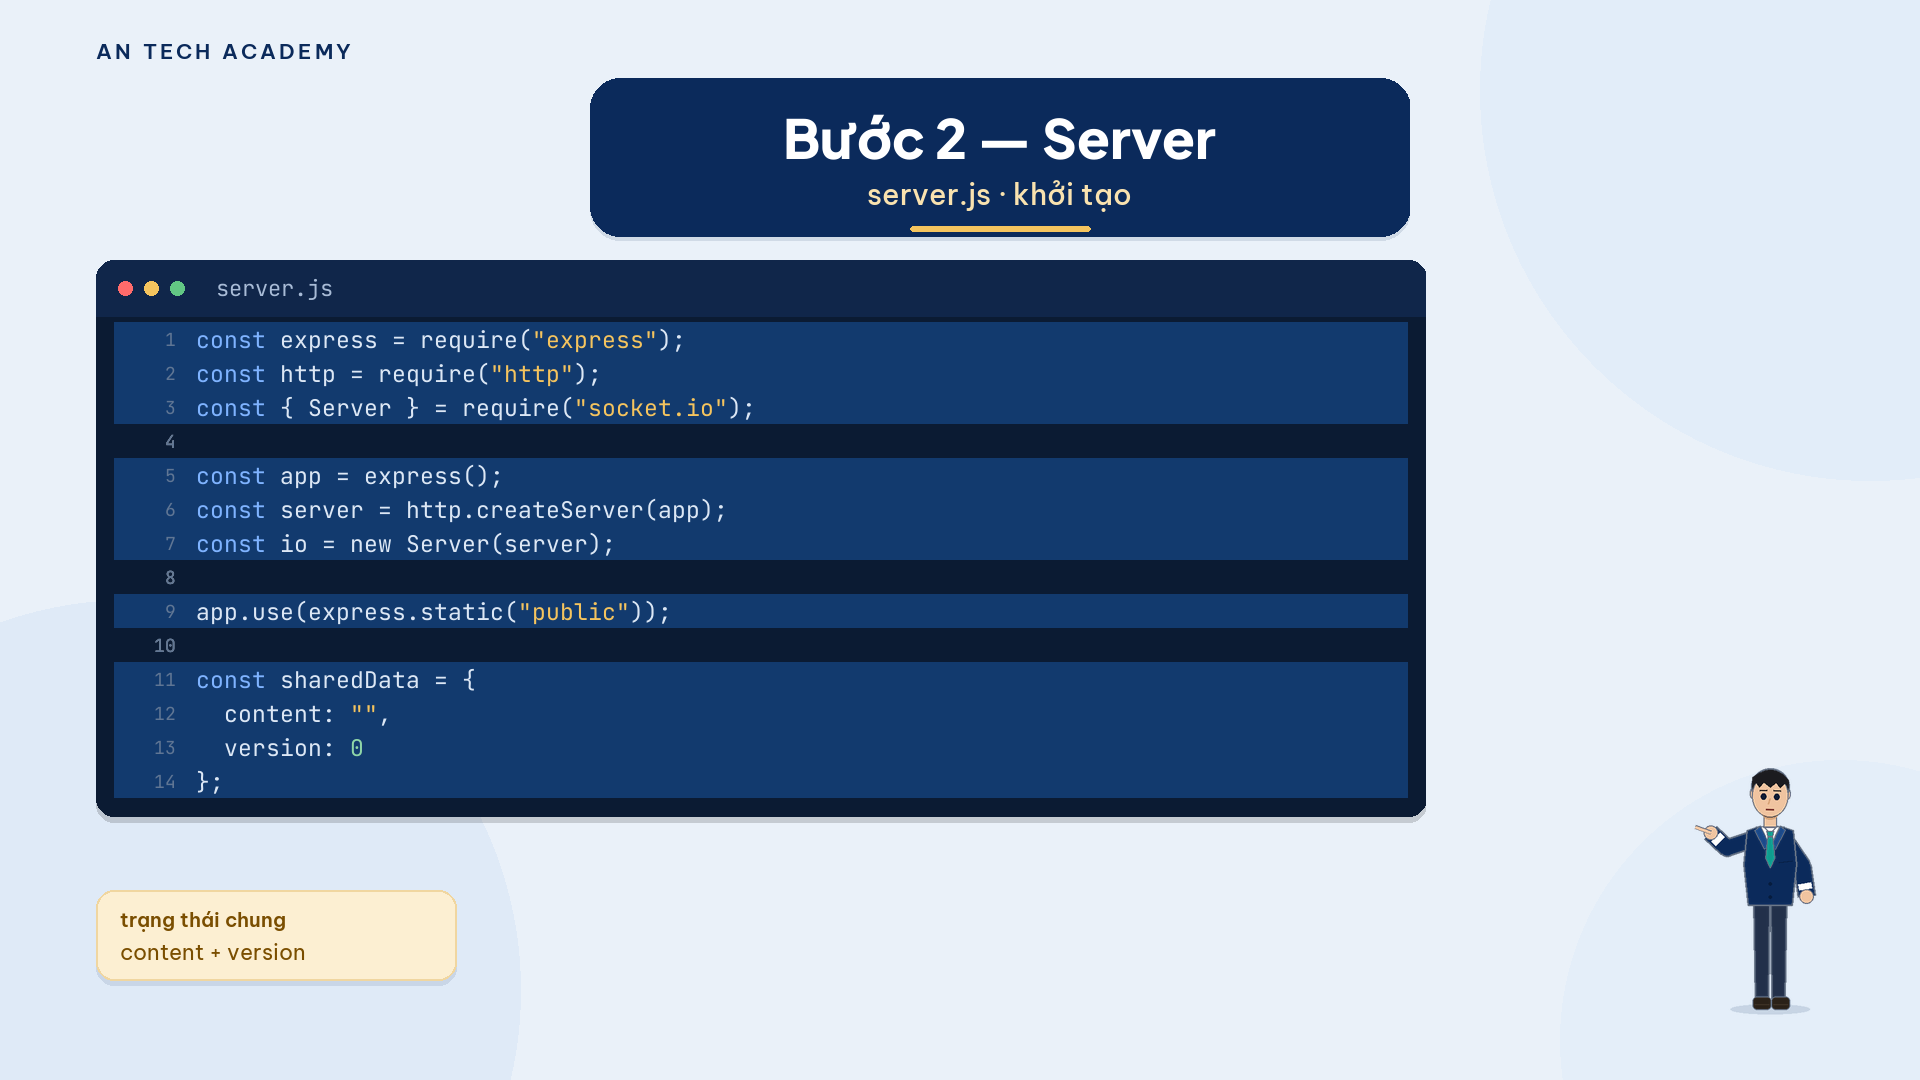 AN TECH ACADEMY
Bước 2 — Server
server.js · khởi tạo
server.js
1 const express = require("express");
2 const http = require("http");
3 const { Server } = require("socket.io");
4
5 const app = express();
6 const server = http.createServer(app);
7 const io = new Server(server);
8
9 app.use(express.static("public"));
10
11 const sharedData = {
12   content: "",
13   version: 0
14 };
trạng thái chung
content + version